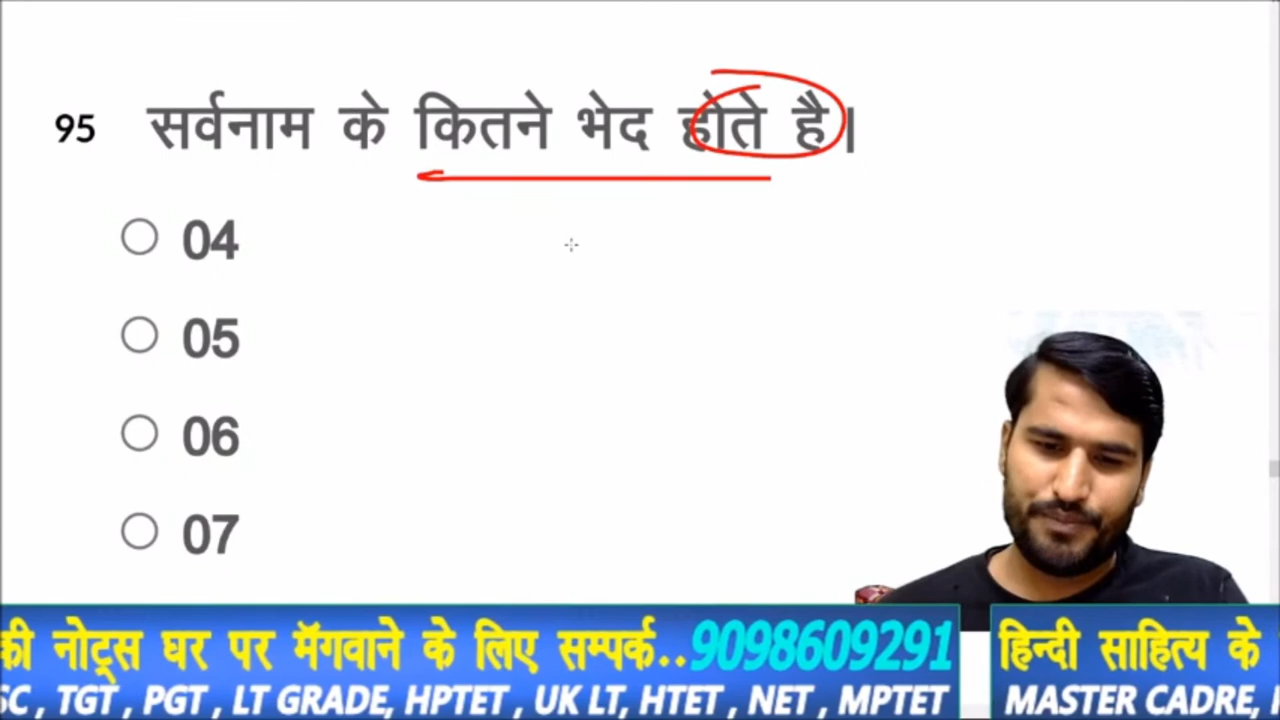 95 सर्वनाम के कितने भेद होते है।
04
05
06
07
की नोट्स घर पर मॅगवाने के लिए सम्पर्क..9098609291
हिन्दी साहित्य के
SC , TGT , PGT , LT GRADE, HPTET , UK LT, HTET , NET , MPTET
MASTER CADRE,